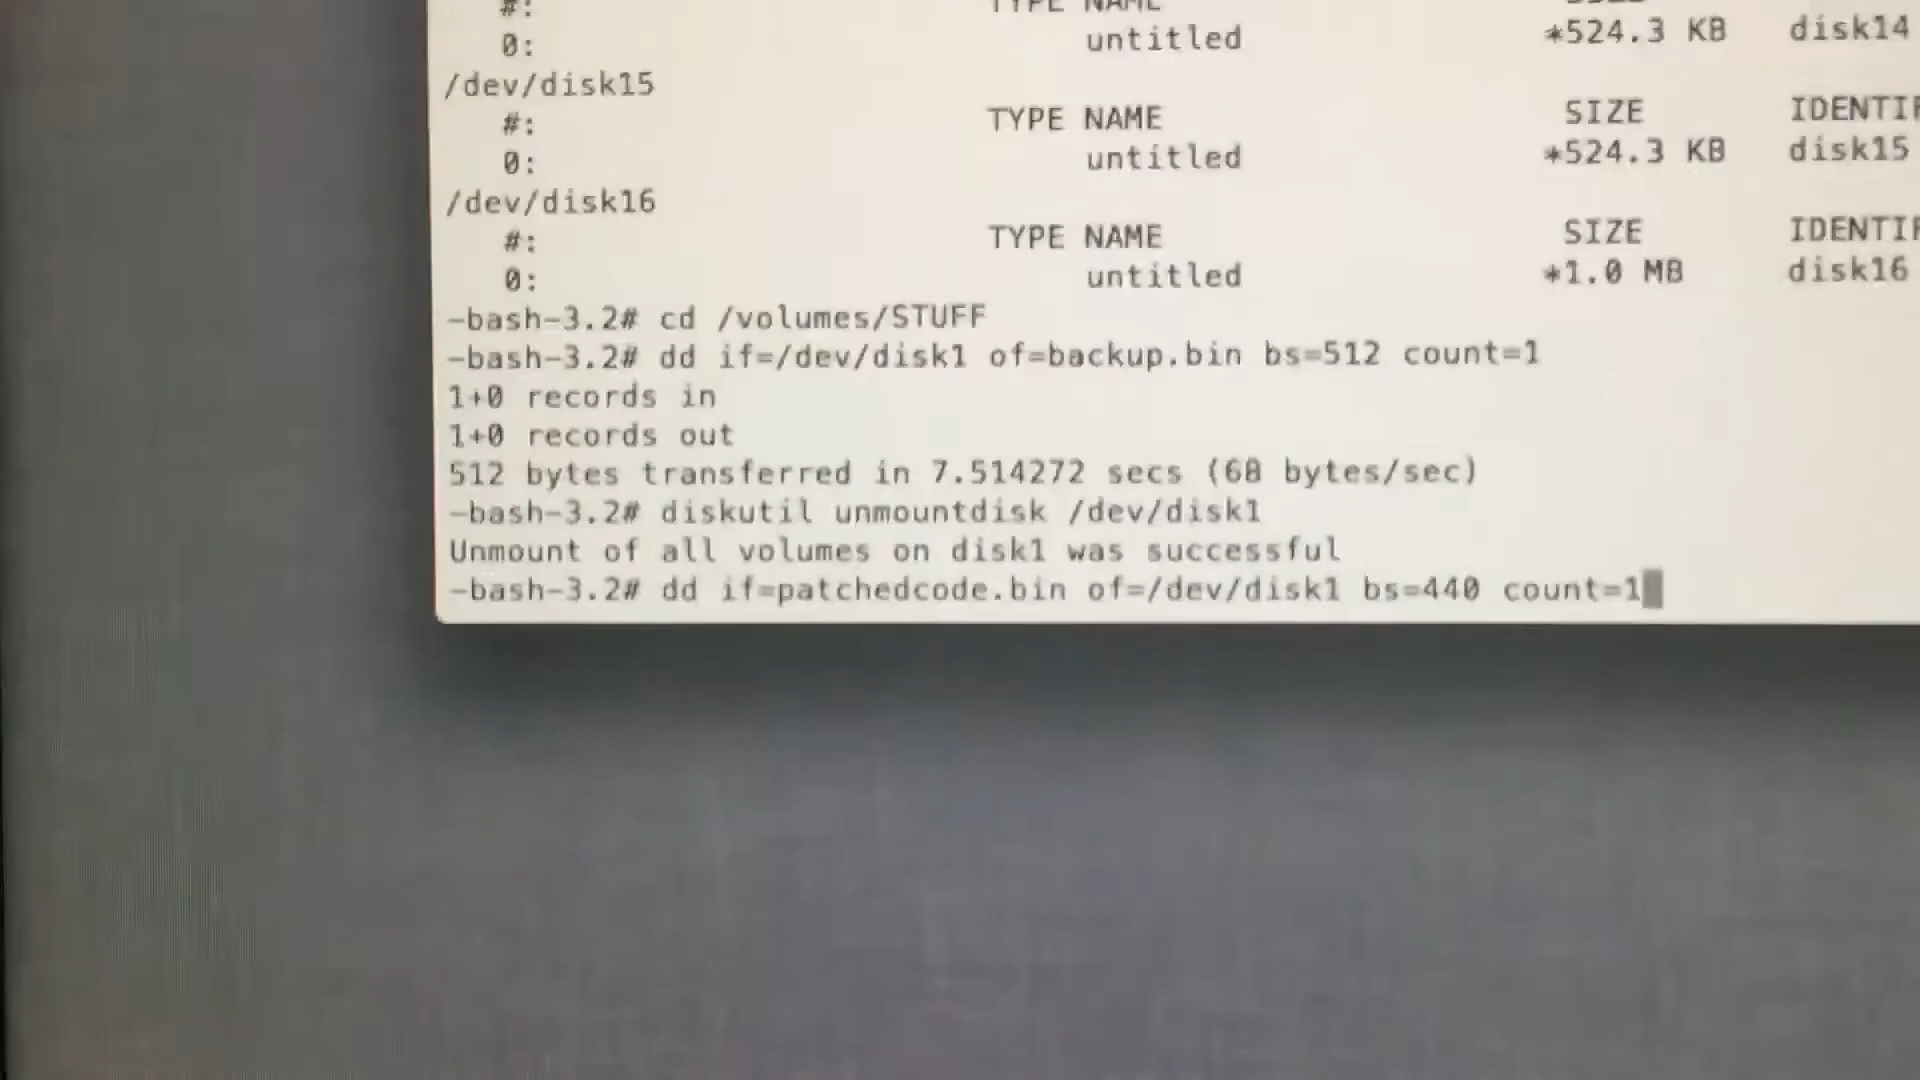 #: TYPE NAME
0: untitled *524.3 KB disk14
/dev/disk15
#: TYPE NAME SIZE IDENTIF
0: untitled *524.3 KB disk15
/dev/disk16
#: TYPE NAME SIZE IDENTIF
0: untitled *1.0 MB disk16
-bash-3.2# cd /volumes/STUFF
-bash-3.2# dd if=/dev/disk1 of=backup.bin bs=512 count=1
1+0 records in
1+0 records out
512 bytes transferred in 7.514272 secs (68 bytes/sec)
-bash-3.2# diskutil unmountdisk /dev/disk1
Unmount of all volumes on disk1 was successful
-bash-3.2# dd if=patchedcode.bin of=/dev/disk1 bs=440 count=1